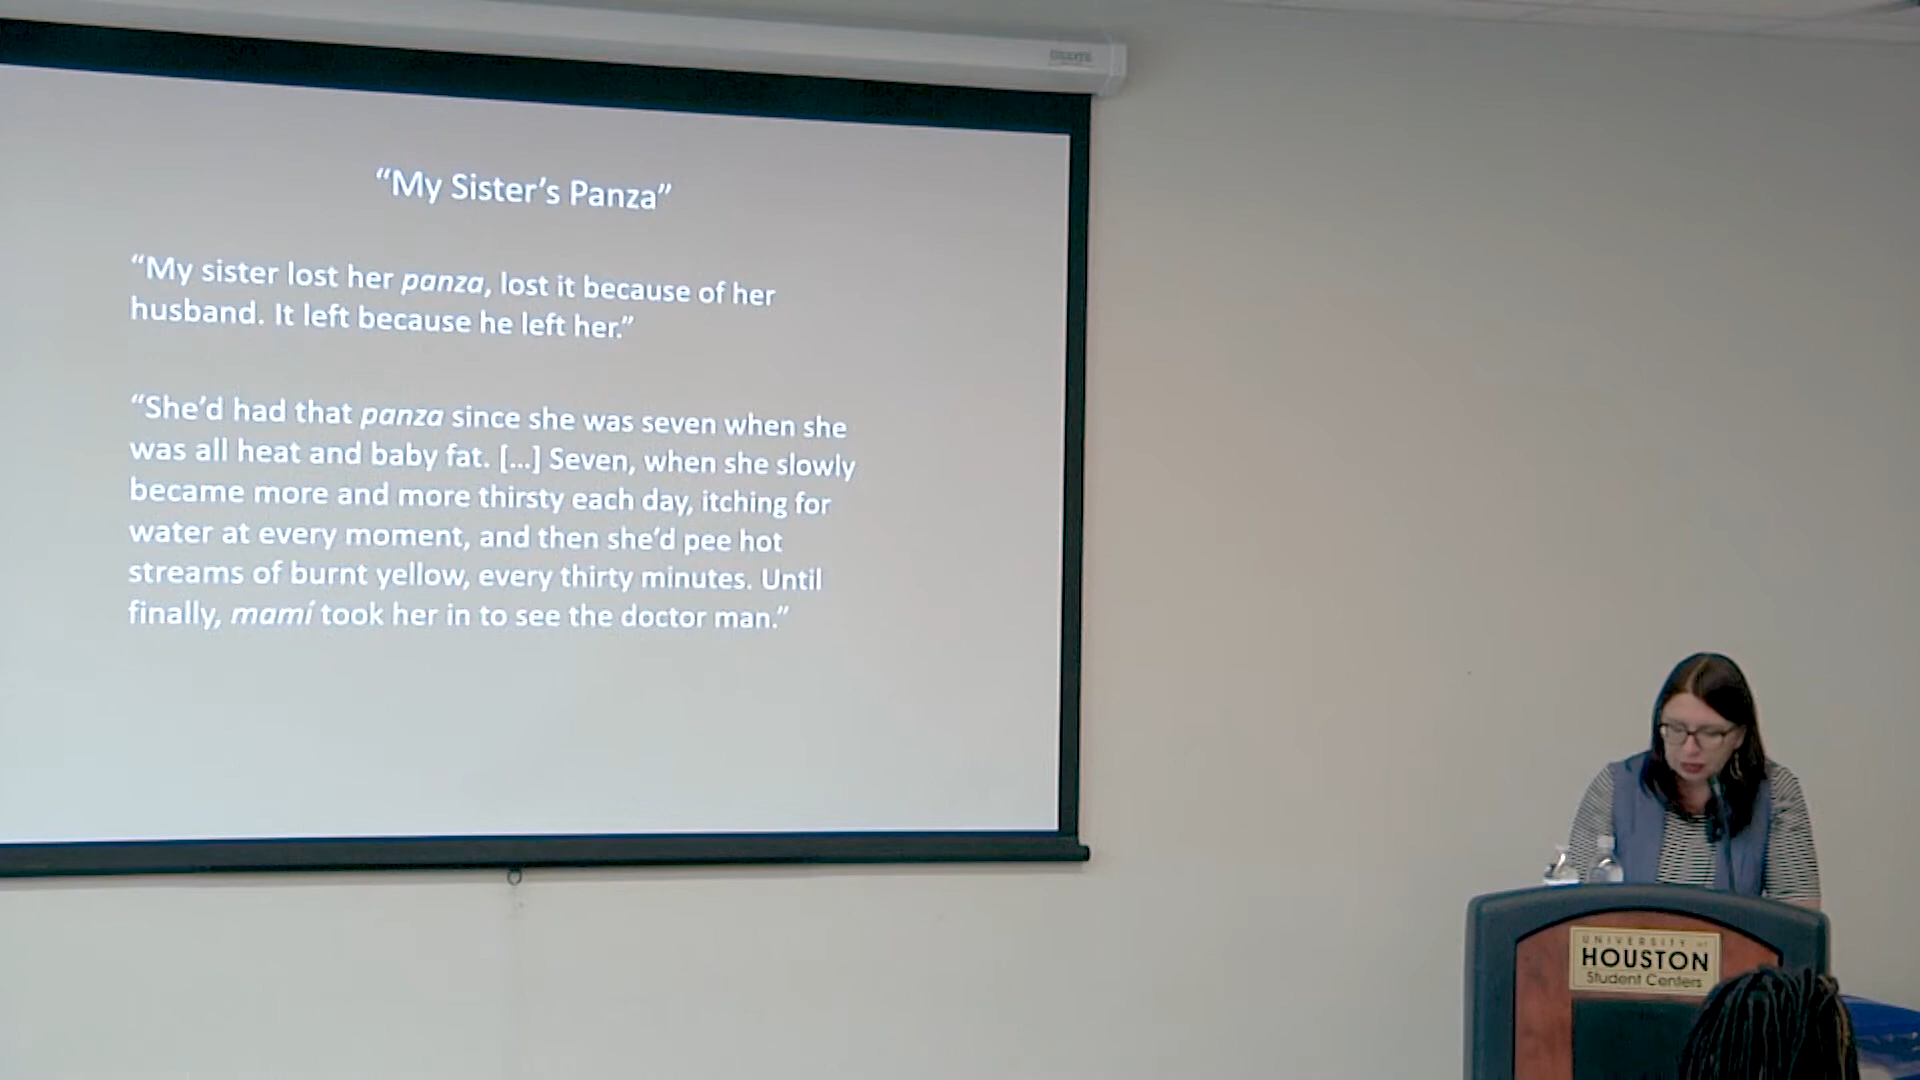 “My Sister’s Panza”
“My sister lost her panza, lost it because of her
husband. It left because he left her.”
“She’d had that panza since she was seven when she
was all heat and baby fat. [...] Seven, when she slowly
became more and more thirsty each day, itching for
water at every moment, and then she’d pee hot
streams of burnt yellow, every thirty minutes. Until
finally, mamí took her in to see the doctor man.”
UNIVERSITY of
HOUSTON
Student Centers